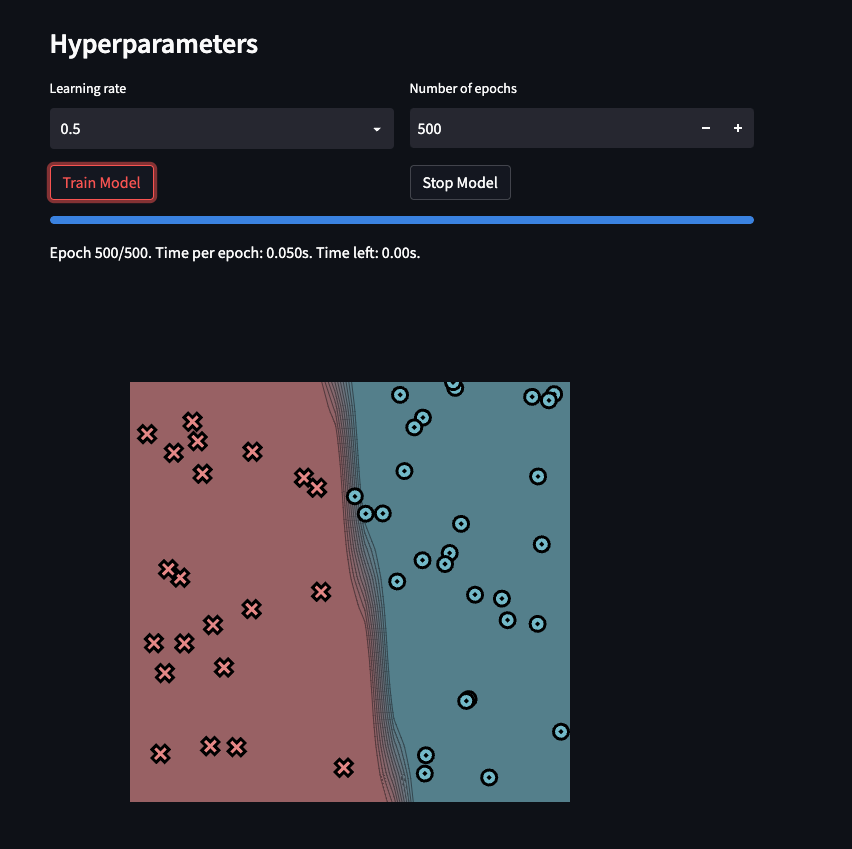 Hyperparameters
Learning rate
Number of epochs
0.5
500
Train Model
Stop Model
Epoch 500/500. Time per epoch: 0.050s. Time left: 0.00s.